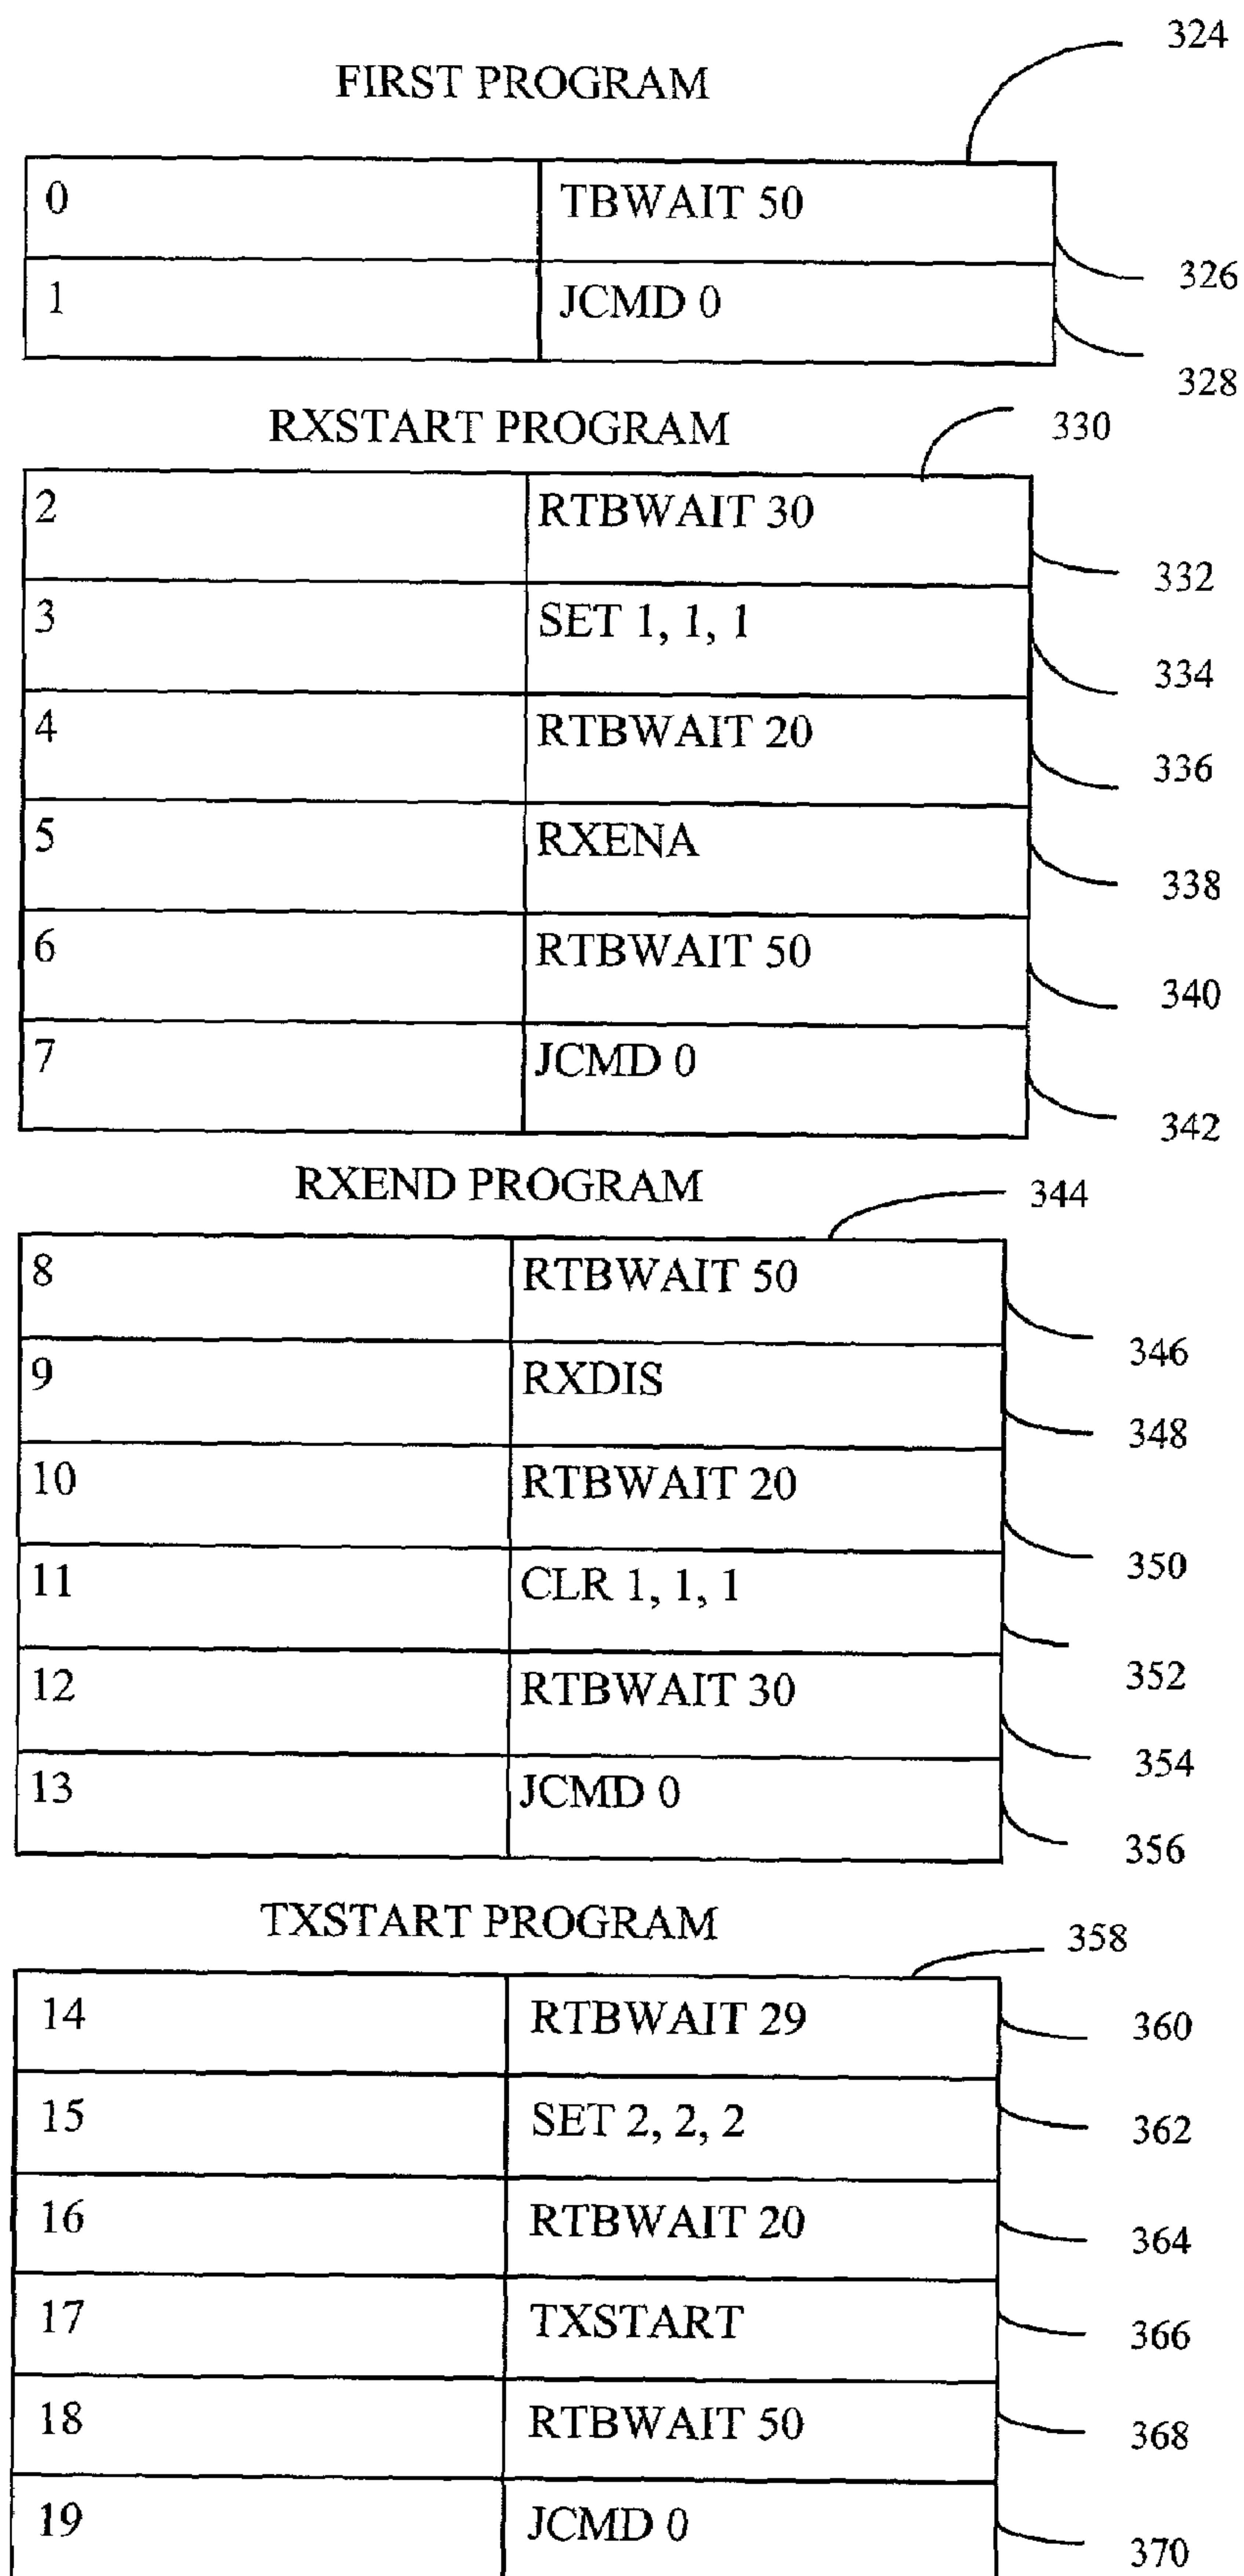 324
FIRST PROGRAM
0 TBWAIT 50
326
1 JCMD 0
328
RXSTART PROGRAM 330
2 RTBWAIT 30
332
3 SET 1, 1, 1
334
4 RTBWAIT 20
336
5 RXENA
338
6 RTBWAIT 50
340
7 JCMD 0
342
RXEND PROGRAM 344
8 RTBWAIT 50
346
9 RXDIS
348
10 RTBWAIT 20
350
11 CLR 1, 1, 1
352
12 RTBWAIT 30
354
13 JCMD 0
356
TXSTART PROGRAM 358
14 RTBWAIT 29 360
15 SET 2, 2, 2 362
16 RTBWAIT 20 364
17 TXSTART 366
18 RTBWAIT 50 368
19 JCMD 0 370